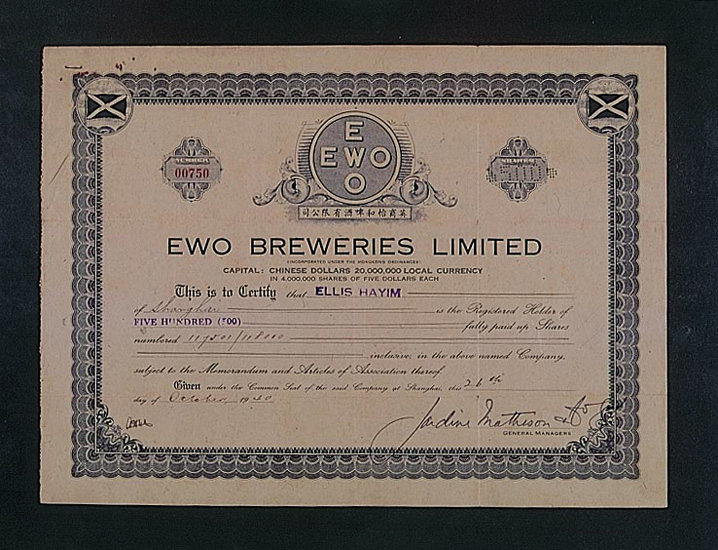 EWO
EWO
NUMBER
00750
SHARES
司公限有酒啤和怡商英
EWO BREWERIES LIMITED
(INCORPORATED UNDER THE HONGKONG ORDINANCES)
CAPITAL: CHINESE DOLLARS 20,000,000 LOCAL CURRENCY
IN 4,000,000 SHARES OF FIVE DOLLARS EACH
This is to Certify that ELLIS HAYIM
of Shanghai is the Registered Holder of
FIVE HUNDRED (500) fully paid up Shares
numbered 117501/118000
inclusive, in the above named Company,
subject to the Memorandum and Articles of Association thereof.
Given under the Common Seal of the said Company at Shanghai, this 26th
day of October, 1940
Jardine Matheson & Co
GENERAL MANAGERS